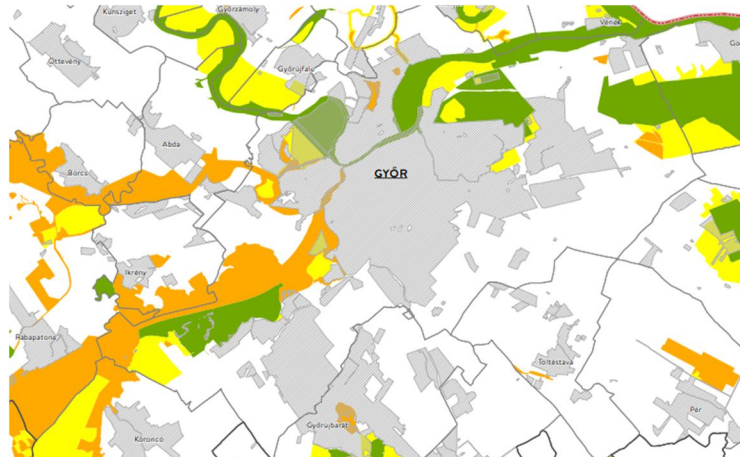 Kunsziget
Győrzámoly
Vének
Öttevény
Győrújfalu
Abda
Börcs
GYŐR
Ikrény
Rábapatona
Töltéstava
Pér
Győrújbarát
Koroncó